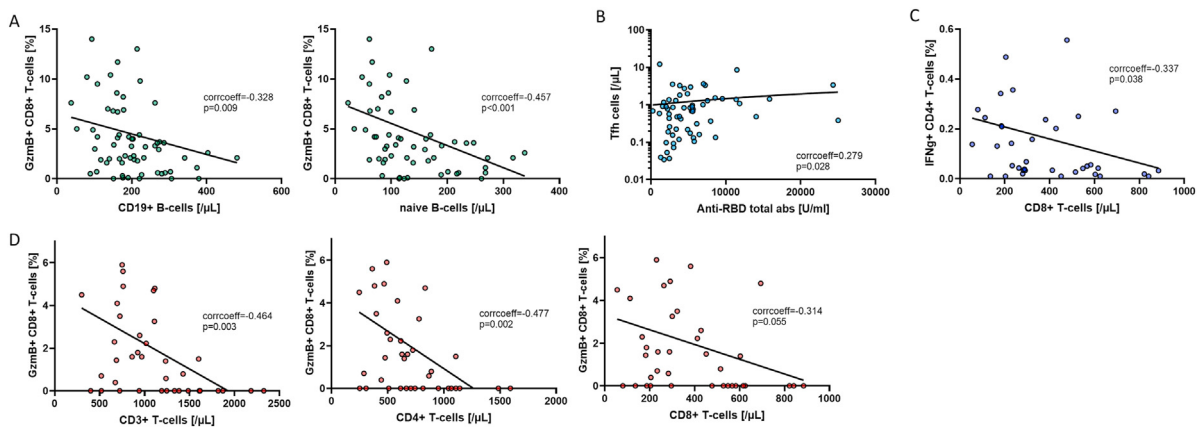 A
GzmB+ CD8+ T-cells [%]
15
10
5
0
0
200
400
600
CD19+ B-cells [/µL]
corrcoeff=-0.328
p=0.009
GzmB+ CD8+ T-cells [%]
15
10
5
0
0
100
200
300
400
naive B-cells [/µL]
corrcoeff=-0.457
p<.001
B
Tfh cells [/µL]
100
10
1
0.1
0.01
0
10000
20000
30000
Anti-RBD total abs [U/ml]
corrcoeff=0.279
p=0.028
C
IFNg+ CD4+ T-cells [%]
0.6
0.4
0.2
0.0
0
200
400
600
800
1000
CD8+ T-cells [/µL]
corrcoeff=-0.337
p=0.038
D
GzmB+ CD8+ T-cells [%]
6
4
2
0
0
500
1000
1500
2000
2500
CD3+ T-cells [/µL]
corrcoeff=-0.464
p=0.003
GzmB+ CD8+ T-cells [%]
6
4
2
0
0
500
1000
1500
2000
CD4+ T-cells [/µL]
corrcoeff=-0.477
p=0.002
GzmB+ CD8+ T-cells [%]
6
4
2
0
0
200
400
600
800
1000
CD8+ T-cells [/µL]
corrcoeff=-0.314
p=0.055